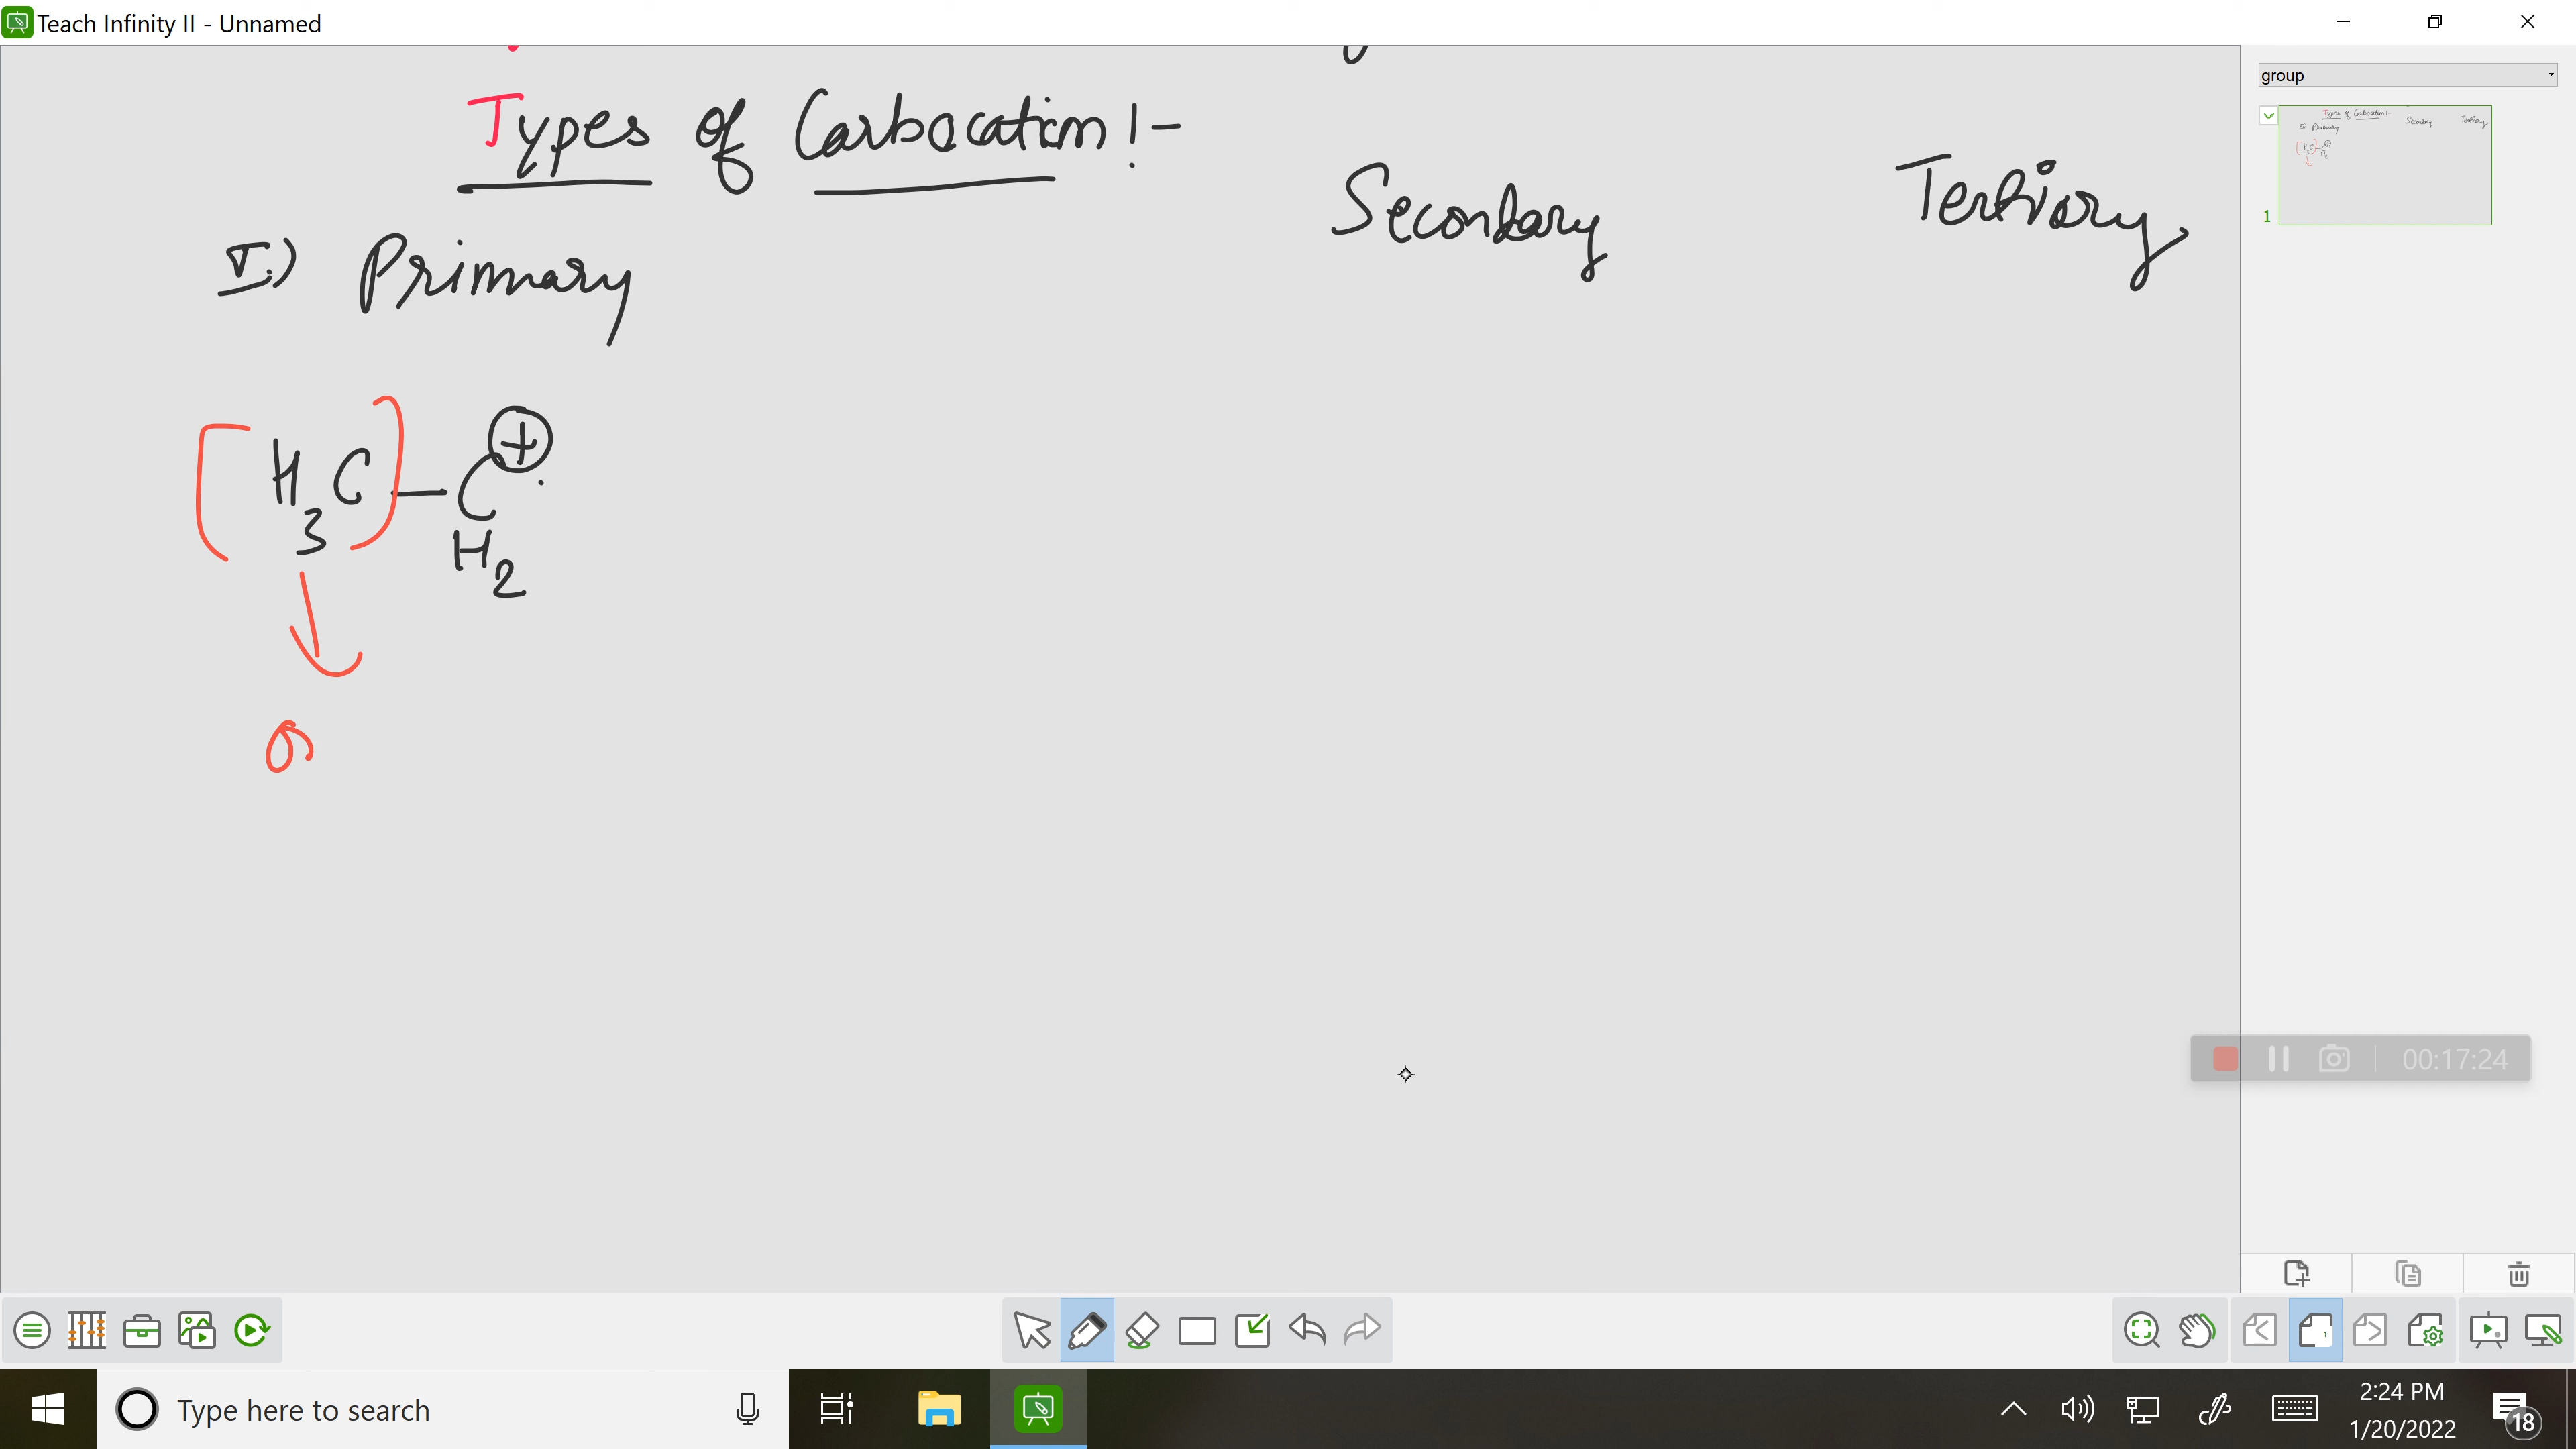 Teach Infinity II - Unnamed
group
Types of Carbocation :-
I.) Primary
Secondary
Tertiary
H3C-C+
H2
1
00:17:24
Type here to search
2:24 PM
1/20/2022
18